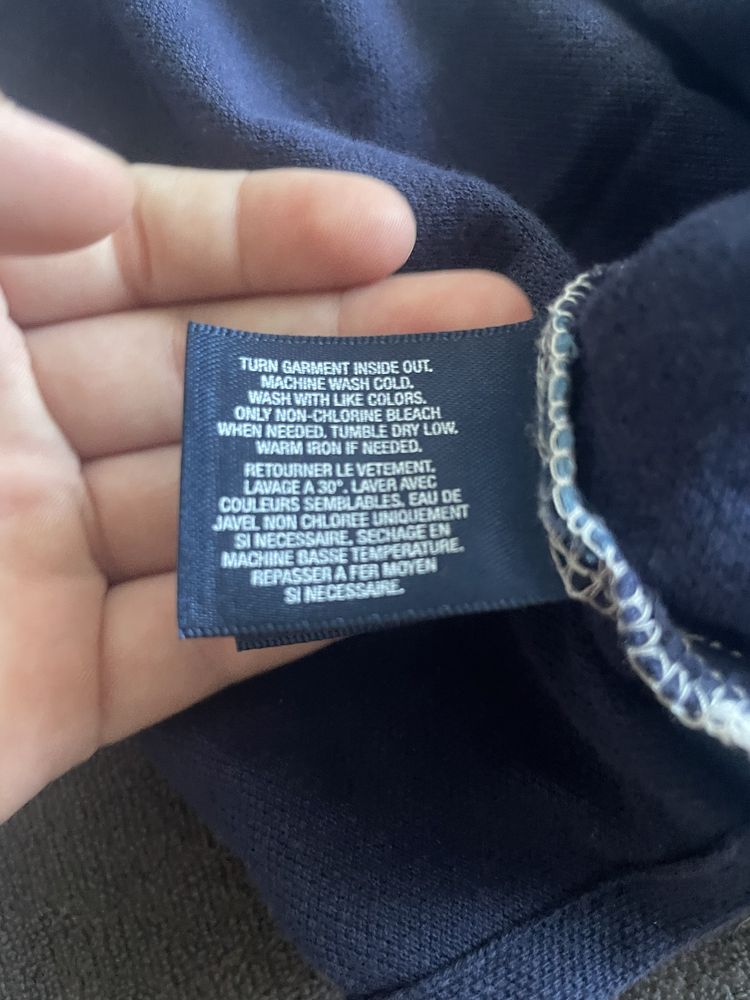 TURN GARMENT INSIDE OUT.
MACHINE WASH COLD.
WASH WITH LIKE COLORS.
ONLY NON-CHLORINE BLEACH
WHEN NEEDED. TUMBLE DRY LOW.
WARM IRON IF NEEDED.
RETOURNER LE VETEMENT.
LAVAGE A 30°. LAVER AVEC
COULEURS SEMBLABLES. EAU DE
JAVEL NON CHLOREE UNIQUEMENT
SI NECESSAIRE. SECHAGE EN
MACHINE BASSE TEMPERATURE.
REPASSER A FER MOYEN
SI NECESSAIRE.